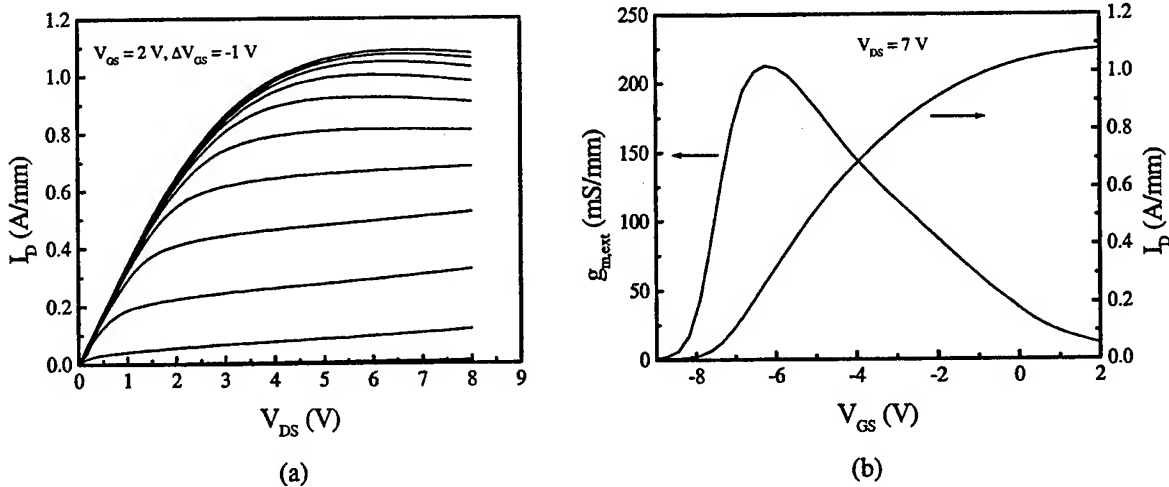 V_GS = 2 V, ΔV_GS = -1 V
I_D (A/mm)
1.2
1.0
0.8
0.6
0.4
0.2
0.0
0 1 2 3 4 5 6 7 8 9
V_DS (V)
(a)
V_DS = 7 V
g_m,ext (mS/mm)
250
200
150
100
50
0
-8 -6 -4 -2 0 2
V_GS (V)
1.2
1.0
0.8
0.6
0.4
0.2
0.0
I_D (A/mm)
(b)